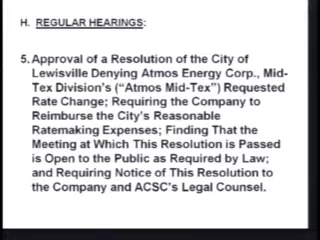 H. REGULAR HEARINGS:
5. Approval of a Resolution of the City of
Lewisville Denying Atmos Energy Corp., Mid-
Tex Division's ("Atmos Mid-Tex") Requested
Rate Change; Requiring the Company to
Reimburse the City's Reasonable
Ratemaking Expenses; Finding That the
Meeting at Which This Resolution is Passed
is Open to the Public as Required by Law;
and Requiring Notice of This Resolution to
the Company and ACSC's Legal Counsel.